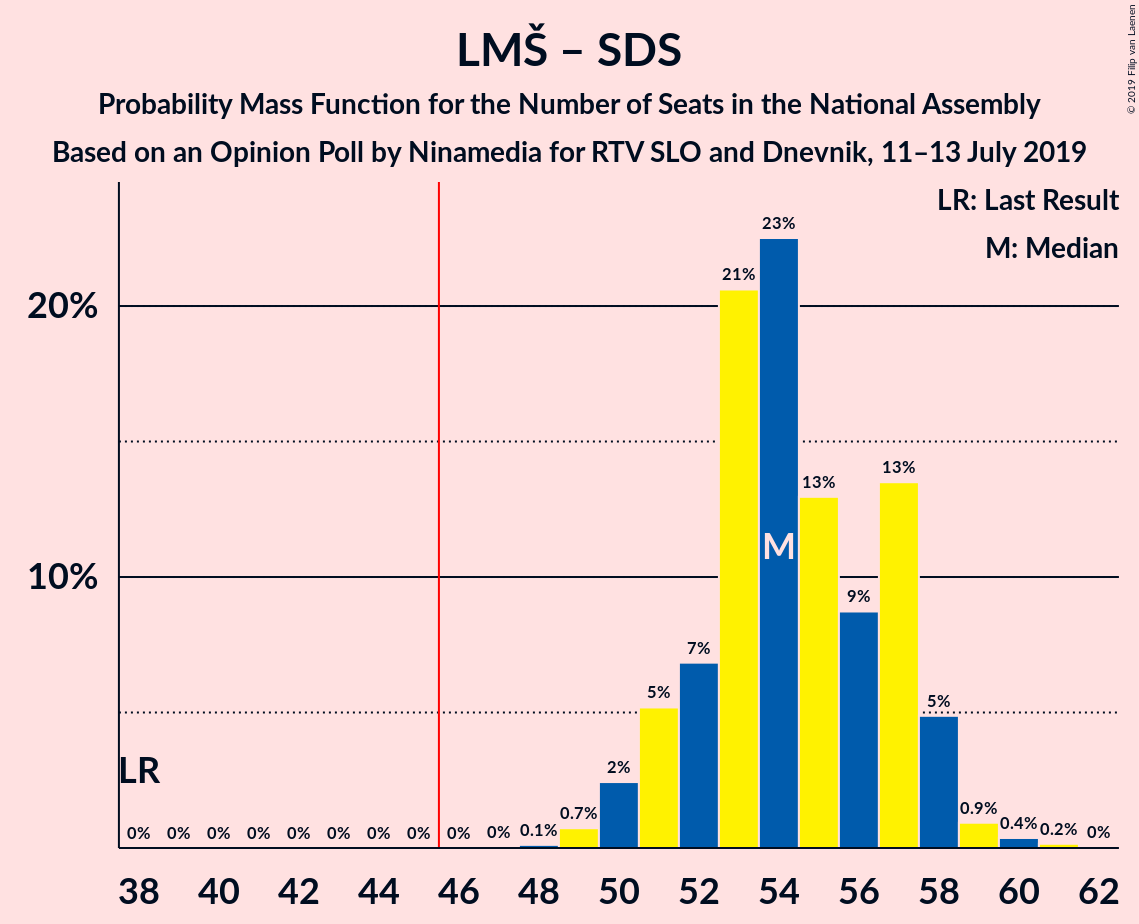 LMŠ – SDS
Probability Mass Function for the Number of Seats in the National Assembly
Based on an Opinion Poll by Ninamedia for RTV SLO and Dnevnik, 11–13 July 2019
© 2019 Filip van Laenen
LR: Last Result
M: Median
20%
10%
LR
M
0% 0% 0% 0% 0% 0% 0% 0% 0% 0% 0.1% 0.7% 2% 5% 7% 21% 23% 13% 9% 13% 5% 0.9% 0.4% 0.2% 0%
38 40 42 44 46 48 50 52 54 56 58 60 62